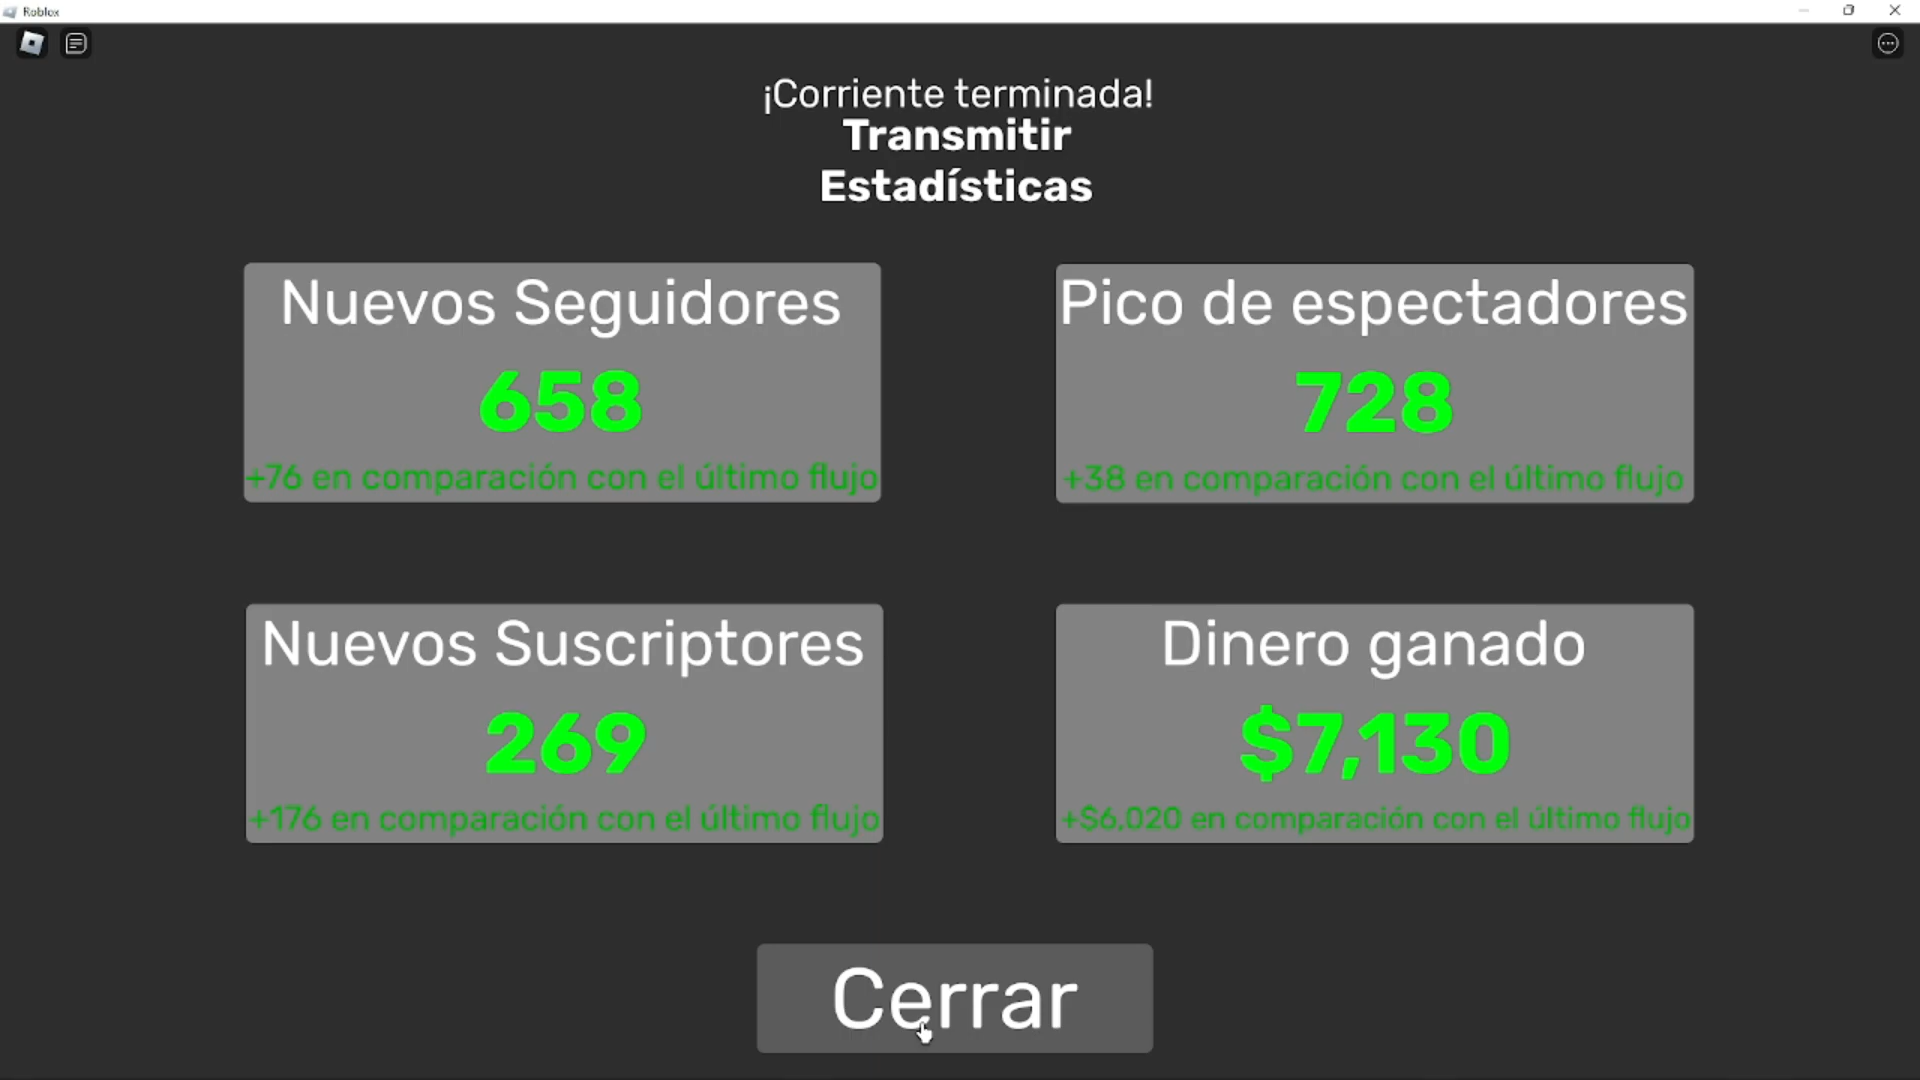 Roblox
¡Corriente terminada!
Transmitir
Estadísticas
Nuevos Seguidores
658
+76 en comparación con el último flujo
Pico de espectadores
728
+38 en comparación con el último flujo
Nuevos Suscriptores
269
+176 en comparación con el último flujo
Dinero ganado
$7,130
+$6,020 en comparación con el último flujo
Cerrar